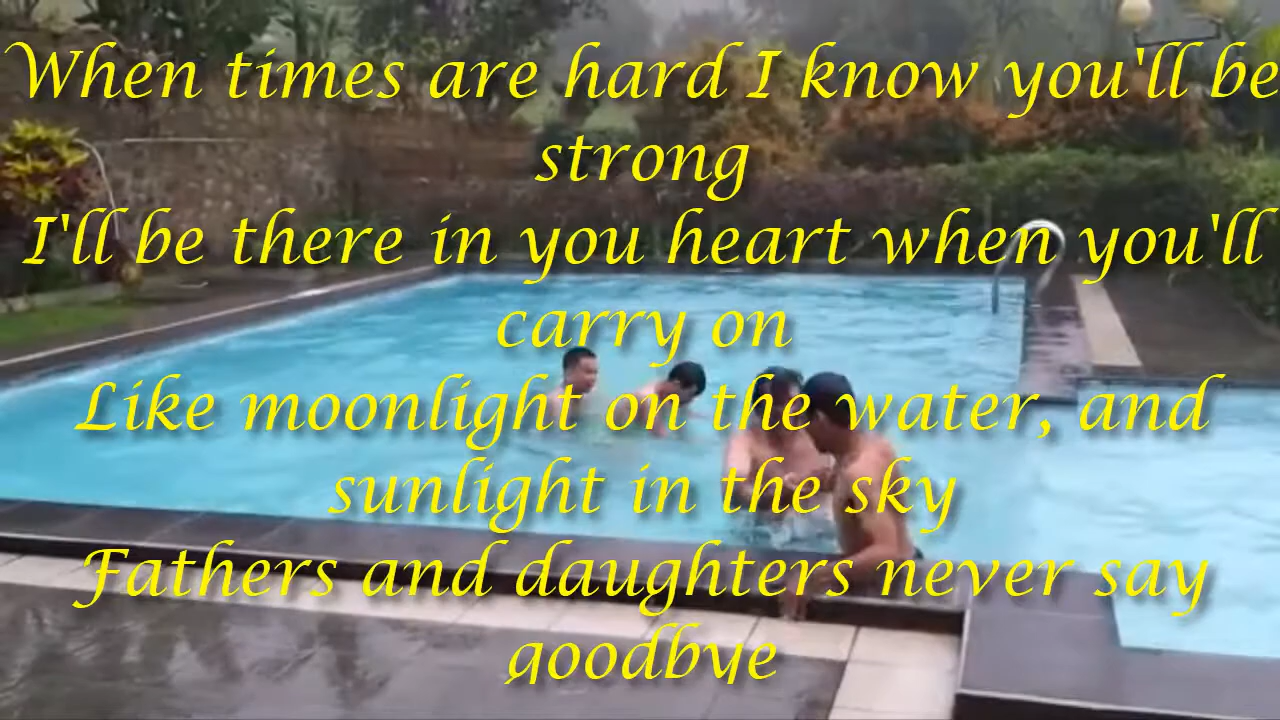 When times are hard I know you'll be
strong
I'll be there in you heart when you'll
carry on
Like moonlight on the water, and
sunlight in the sky
Fathers and daughters never say
goodbye